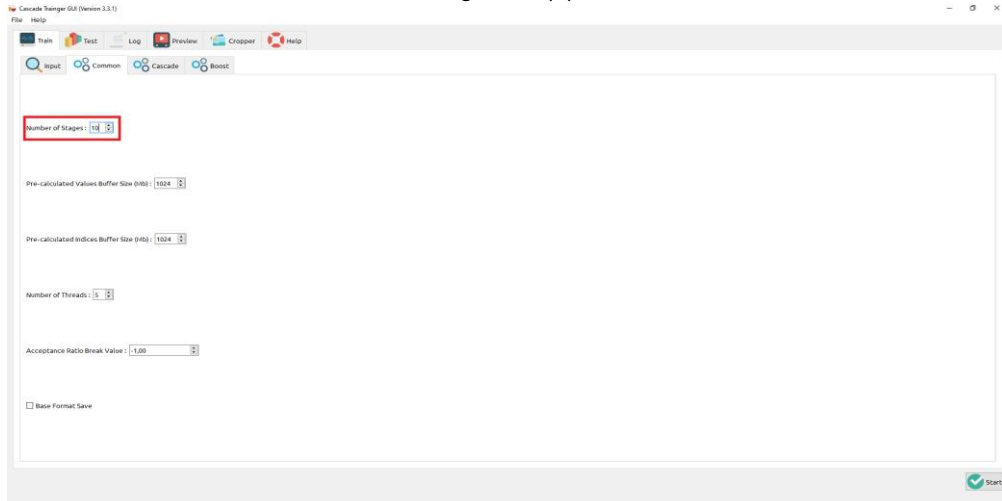 Cascade Trainger GUI (Version 3.3.1)
File Help
Train Test Log Preview Cropper Help
Input Common Cascade Boost
Number of Stages : 10
Pre-calculated Values Buffer Size (Mb) : 1024
Pre-calculated Indices Buffer Size (Mb) : 1024
Number of Threads : 5
Acceptance Ratio Break Value : -1,00
Base Format Save
Start